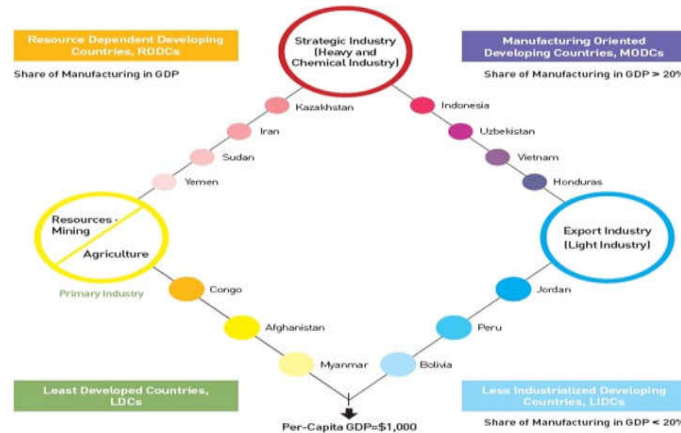 Resource Dependent Developing
Countries, RODCs
Share of Manufacturing in GDP
Strategic Industry
(Heavy and
Chemical Industry)
Manufacturing Oriented
Developing Countries, MODCs
Share of Manufacturing in GDP > 20%
Kazakhstan
Indonesia
Iran
Uzbekistan
Sudan
Vietnam
Yemen
Honduras
Resources ·
Mining
Agriculture
Primary Industry
Export Industry
(Light Industry)
Congo
Jordan
Afghanistan
Peru
Myanmar
Bolivia
Least Developed Countries,
LDCs
Per-Capita GDP=$1,000
Less Industrialized Developing
Countries, LIDCs
Share of Manufacturing in GDP < 20%